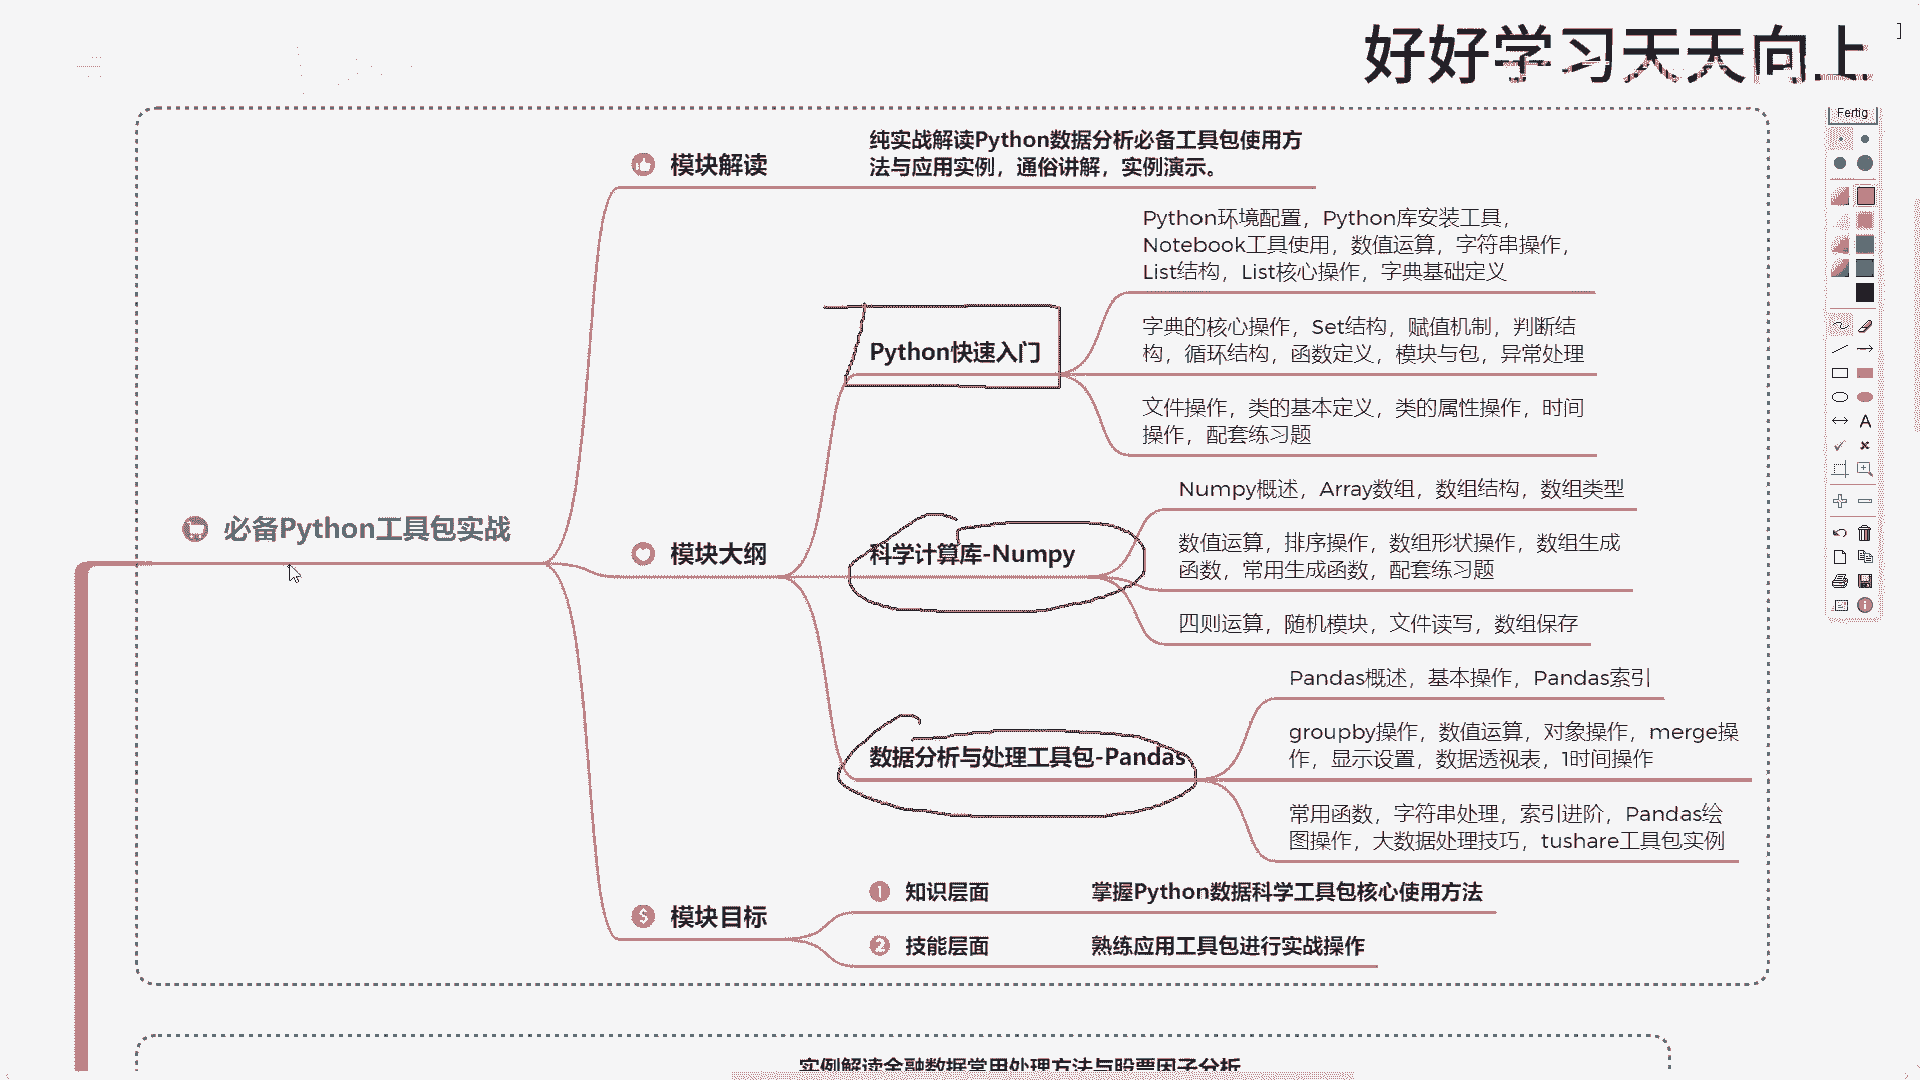 好好学习天天向上
Fertig
模块解读
纯实战解读Python数据分析必备工具包使用方
法与应用实例，通俗讲解，实例演示。
Python环境配置，Python库安装工具，
Notebook工具使用，数值运算，字符串操作，
List结构，List核心操作，字典基础定义
Python快速入门
字典的核心操作，Set结构，赋值机制，判断结
构，循环结构，函数定义，模块与包，异常处理
文件操作，类的基本定义，类的属性操作，时间
操作，配套练习题
必备Python工具包实战
模块大纲
科学计算库-Numpy
Numpy概述，Array数组，数组结构，数组类型
数值运算，排序操作，数组形状操作，数组生成
函数，常用生成函数，配套练习题
四则运算，随机模块，文件读写，数组保存
数据分析与处理工具包-Pandas
Pandas概述，基本操作，Pandas索引
groupby操作，数值运算，对象操作，merge操
作，显示设置，数据透视表，1时间操作
常用函数，字符串处理，索引进阶，Pandas绘
图操作，大数据处理技巧，tushare工具包实例
模块目标
1 知识层面 掌握Python数据科学工具包核心使用方法
2 技能层面 熟练应用工具包进行实战操作
实例解读金融数据常用处理方法与股票因子分析